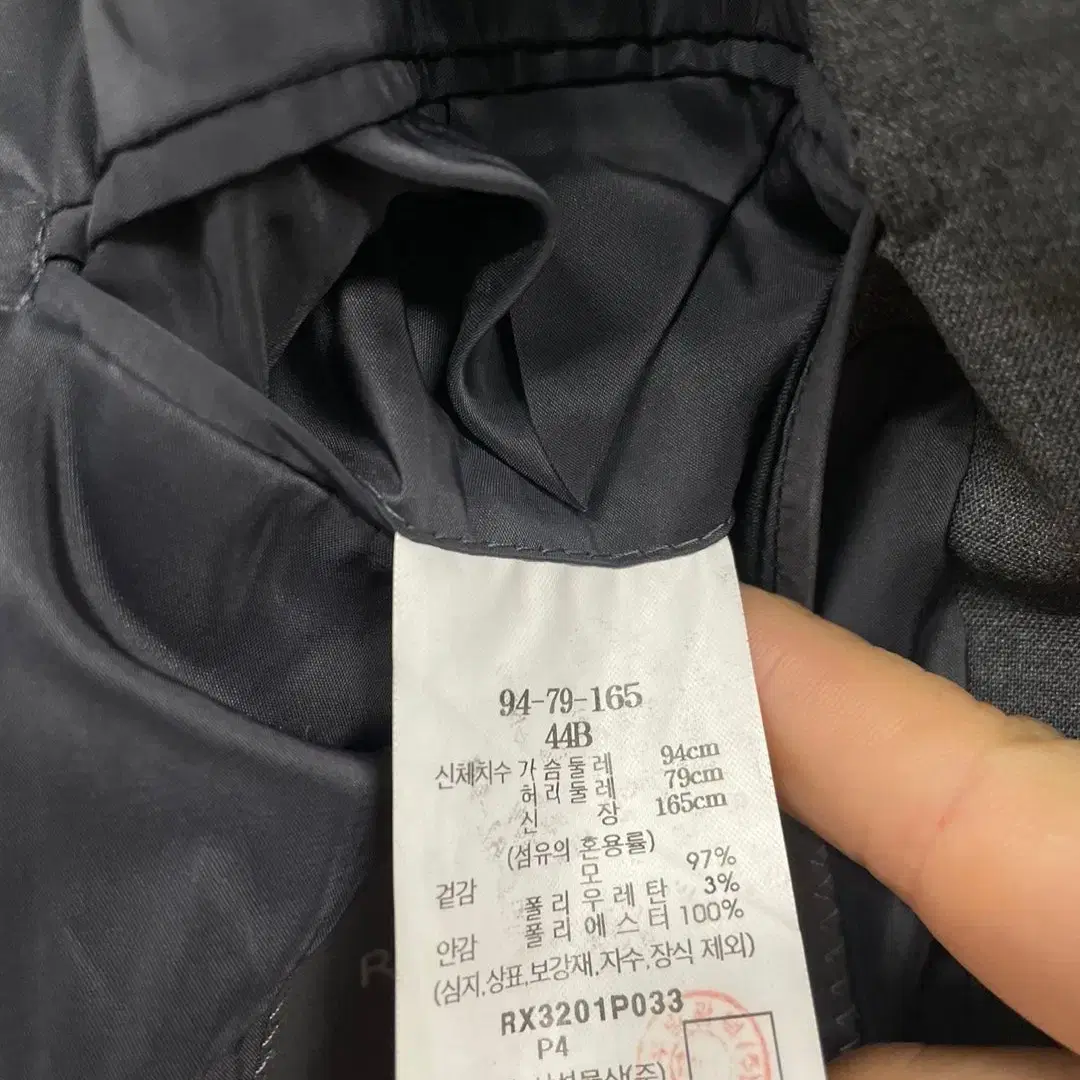 94-79-165
44B
신체치수 가슴둘레 94cm
허리둘레 79cm
신 장 165cm
(섬유의 혼용률)
겉감 모 97%
폴리우레탄 3%
안감 폴리에스터 100%
(심지,상표,보강재,자수,장식 제외)
RX3201P033
P4